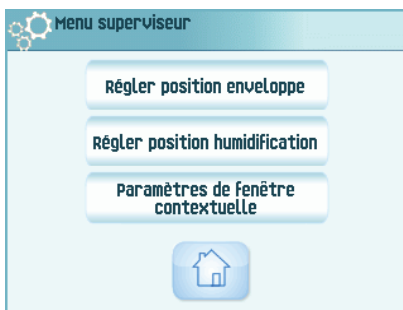 Menu superviseur
Régler position enveloppe
Régler position humidification
Paramètres de fenêtre
contextuelle